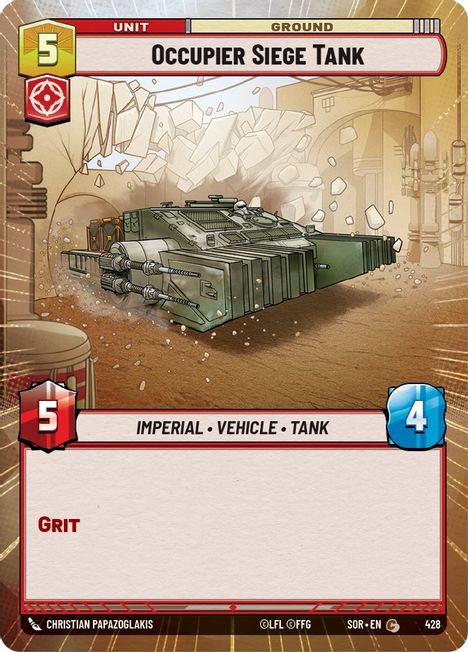 UNIT
GROUND
5
OCCUPIER SIEGE TANK
5
IMPERIAL • VEHICLE • TANK
4
GRIT
CHRISTIAN PAPAZOGLAKIS
©LFL ©FFG
SOR • EN
C
428